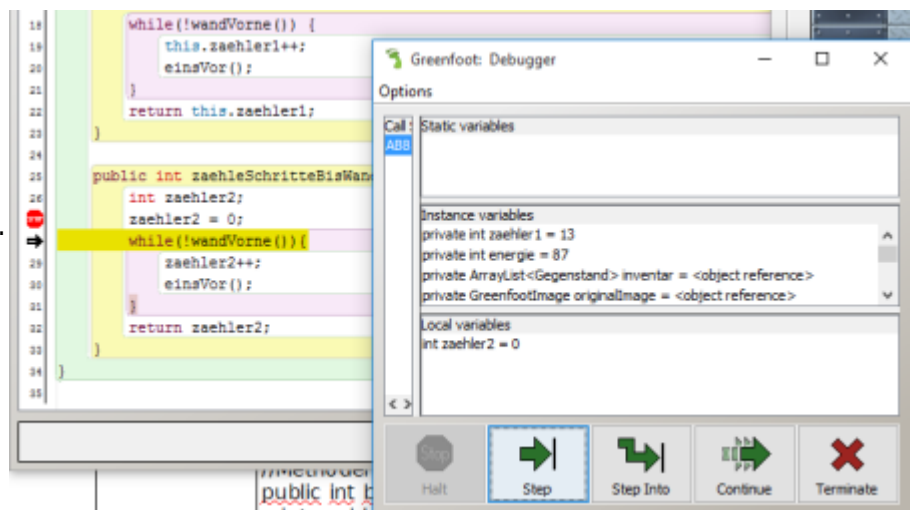 18 while(!wandVorne()) {
19 this.zaehler1++;
20 einsVor();
21 }
22 return this.zaehler1;
23 }
24
25 public int zaehleSchritteBisWan
26 int zaehler2;
zaehler2 = 0;
while(!wandVorne()){
29 zaehler2++;
30 einsVor();
31 }
32 return zaehler2;
33 }
34 }
35
Greenfoot: Debugger
Options
Call S
ABB
Static variables
Instance variables
private int zaehler1 = 13
private int energie = 87
private ArrayList<Gegenstand> inventar = <object reference>
private GreenfootImage originalImage = <object reference>
Local variables
int zaehler2 = 0
Stop
Halt
Step
Step Into
Continue
Terminate
//Methoden
public int b